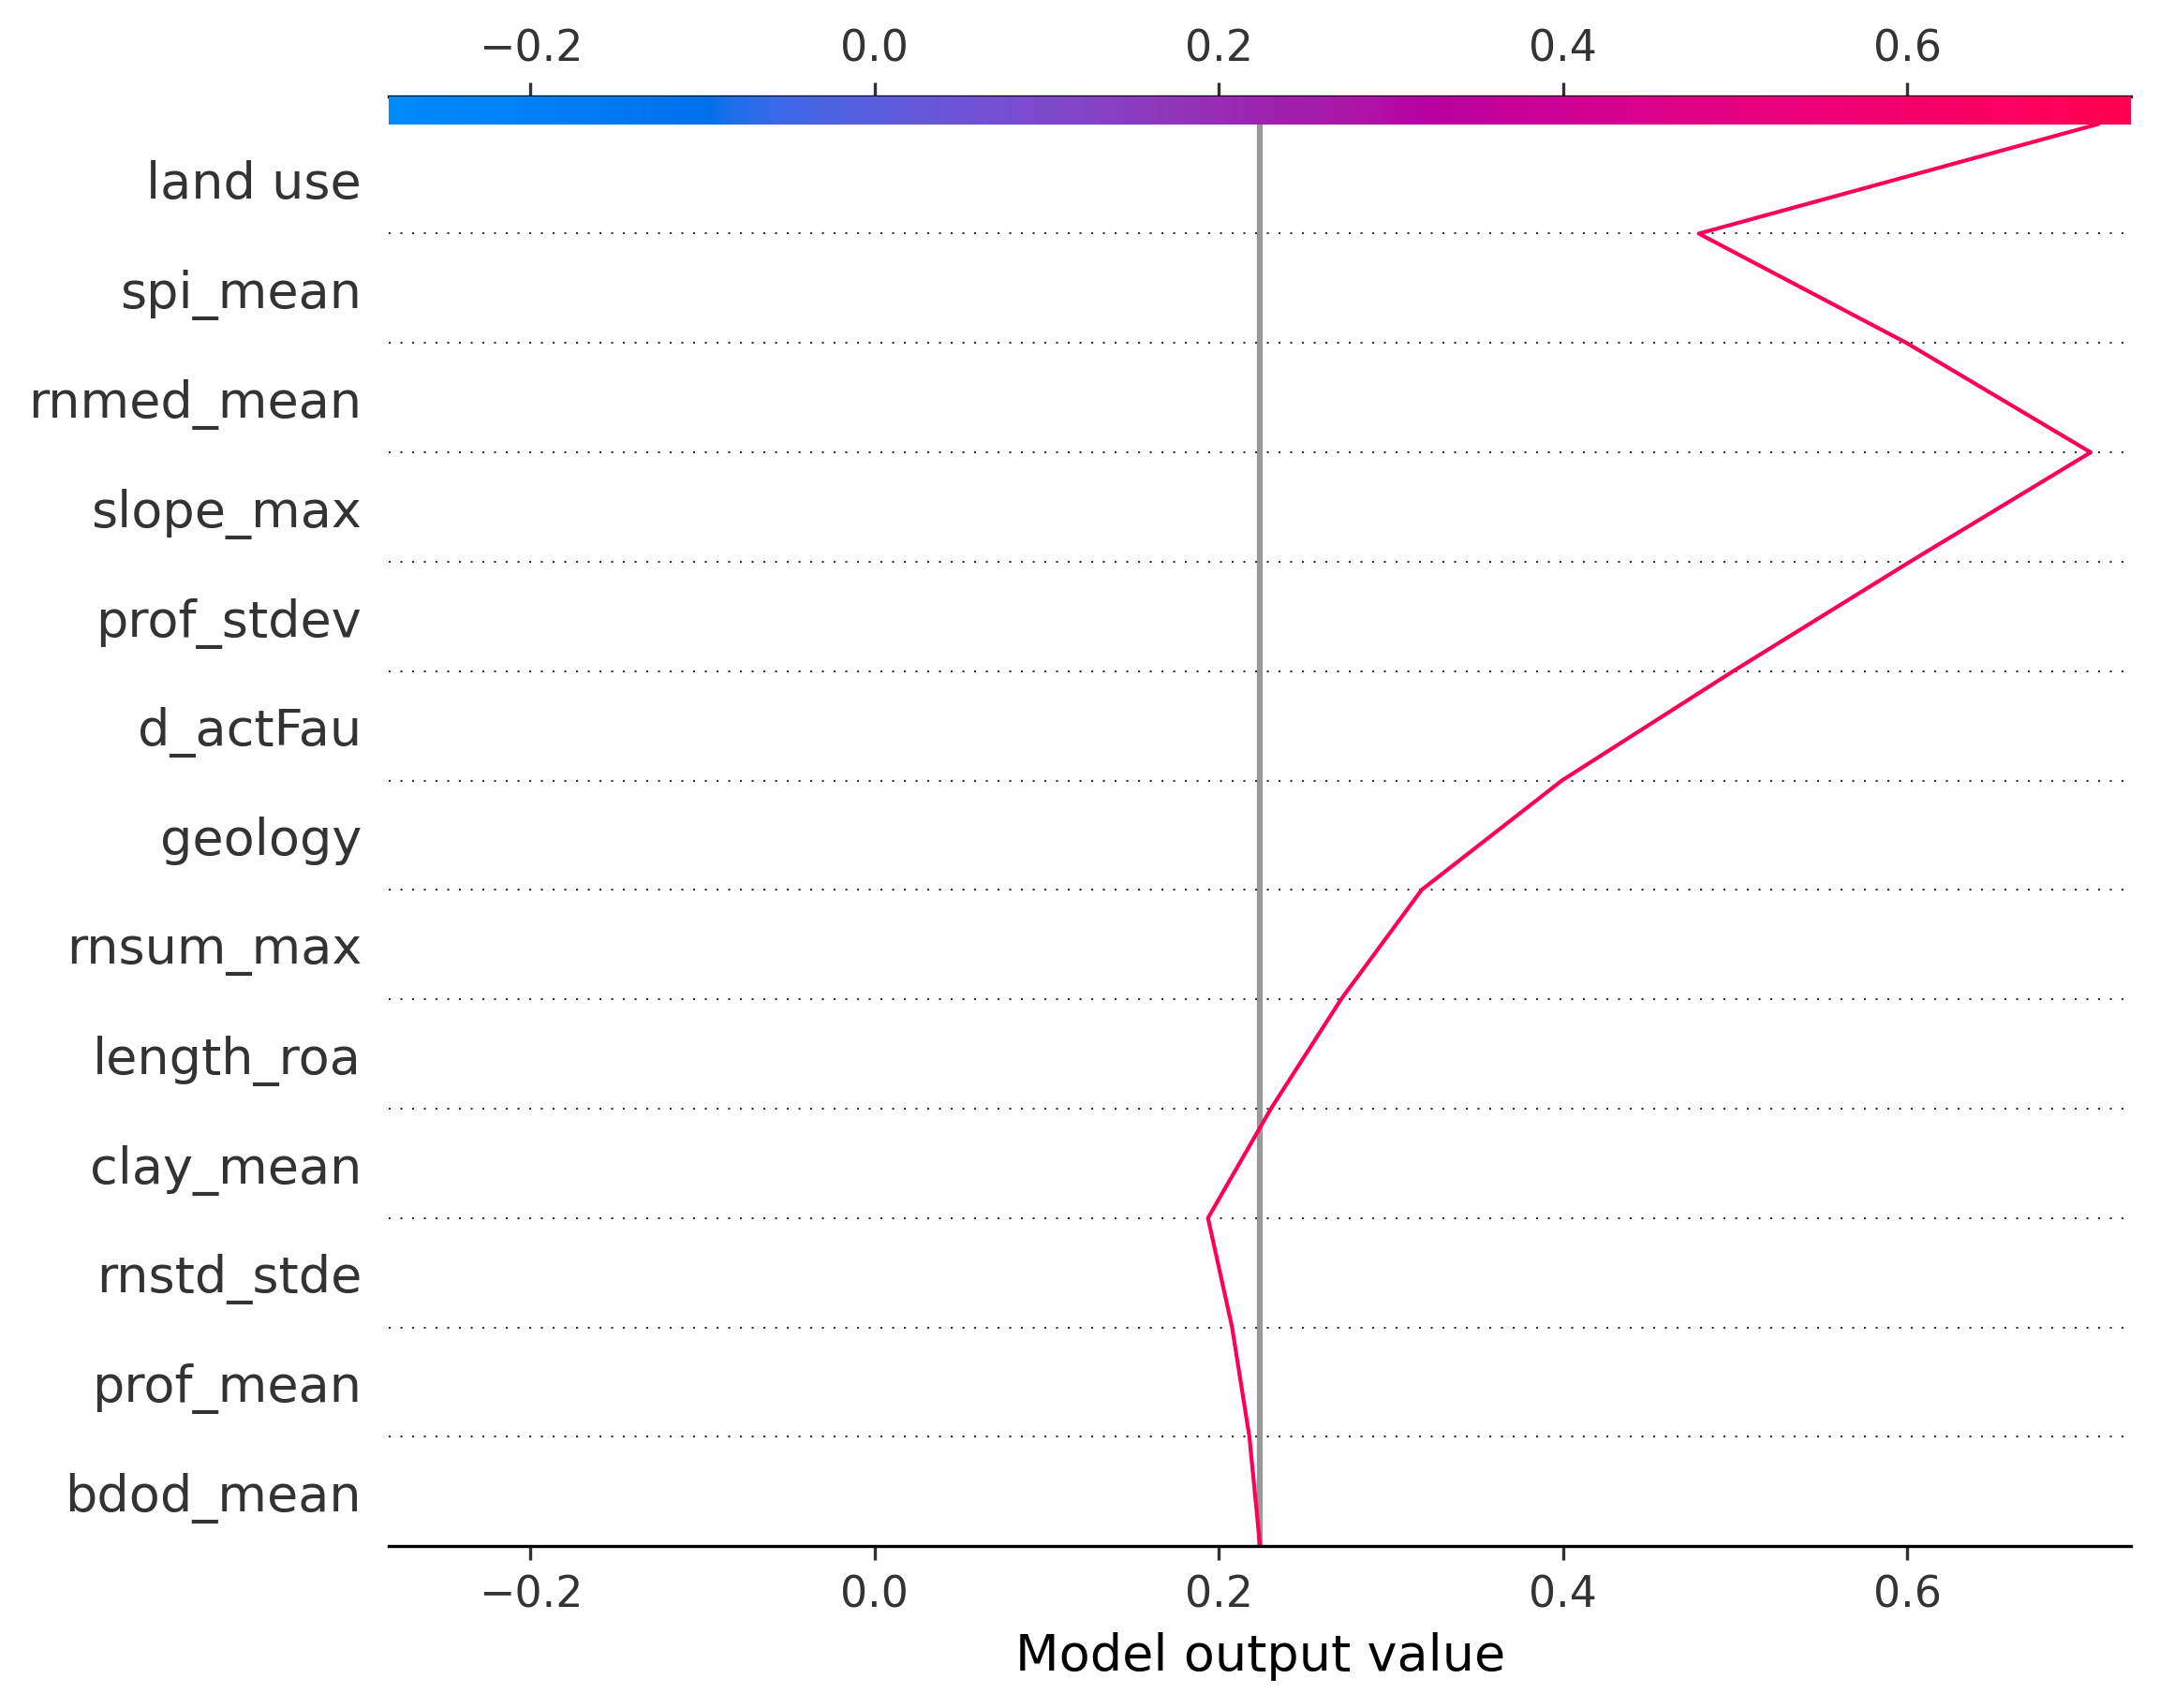 −0.2 0.0 0.2 0.4 0.6
land use
spi_mean
rnmed_mean
slope_max
prof_stdev
d_actFau
geology
rnsum_max
length_roa
clay_mean
rnstd_stde
prof_mean
bdod_mean
−0.2 0.0 0.2 0.4 0.6
Model output value